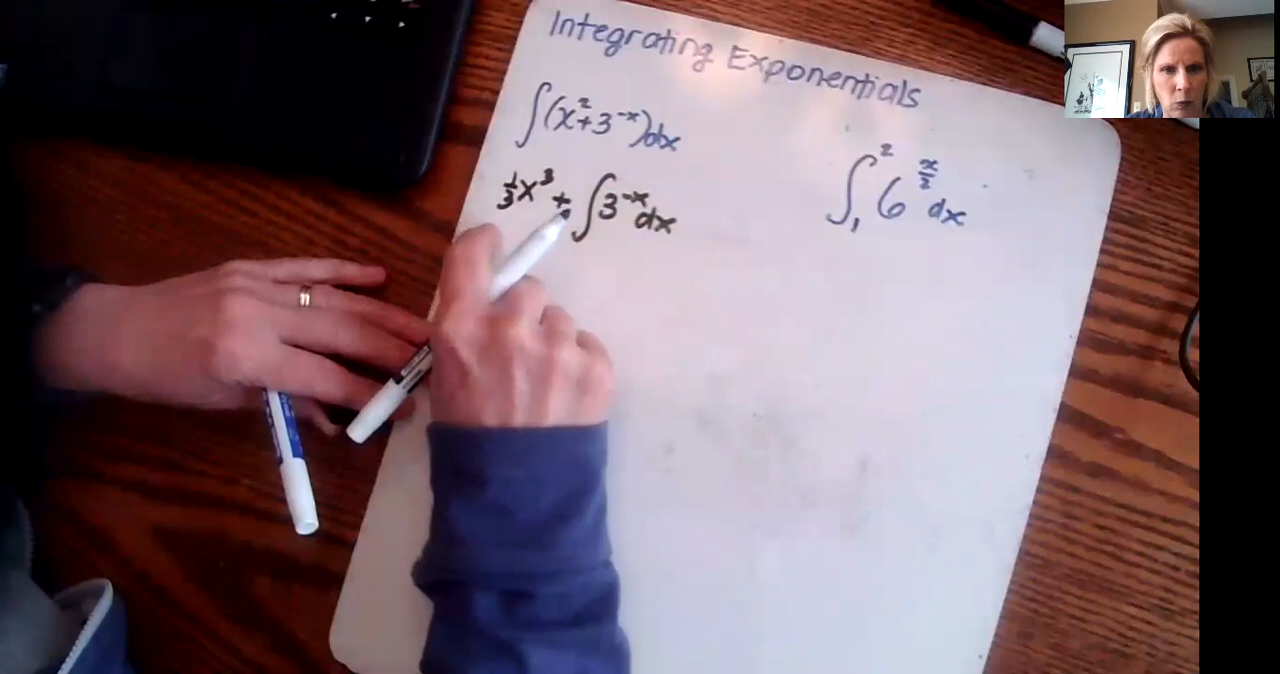 Integrating Exponentials
∫(x²+3⁻ˣ)dx
⅓x³ + ∫3⁻ˣdx
∫₁² 6^(x/2) dx